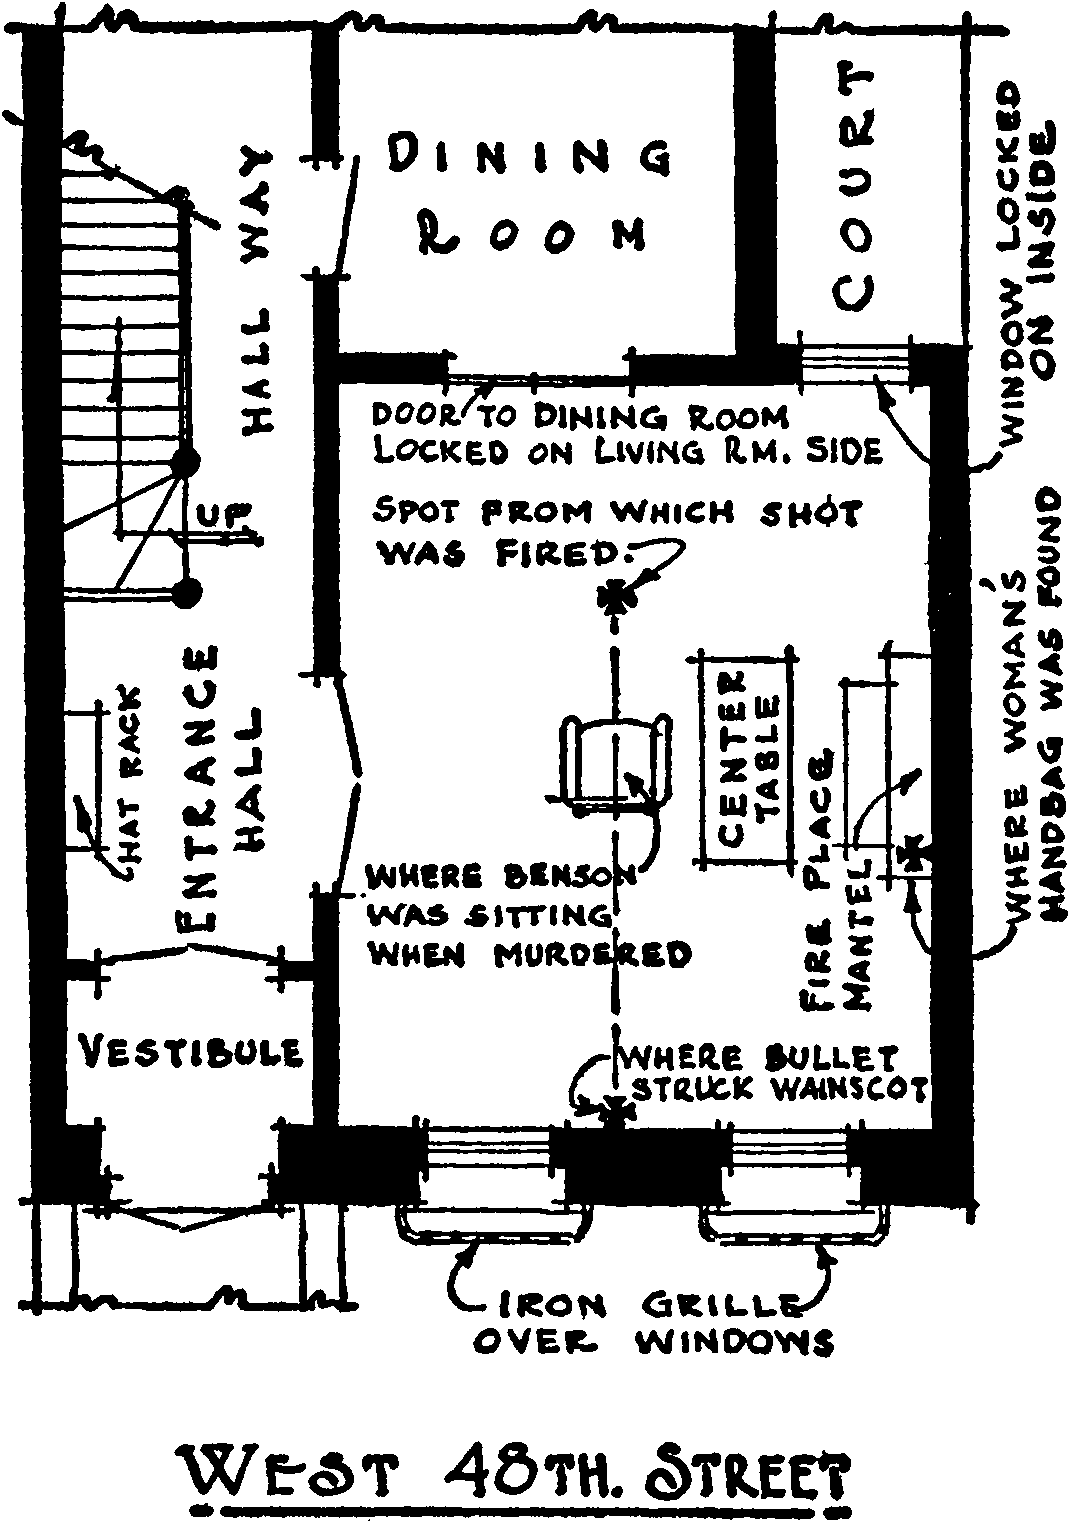 DINING
ROOM
COURT
HALL WAY
WINDOW LOCKED
ON INSIDE
DOOR TO DINING ROOM
LOCKED ON LIVING RM. SIDE
SPOT FROM WHICH SHOT
WAS FIRED.
UP
ENTRANCE
HALL
HAT RACK
CENTER
TABLE
FIRE PLACE
MANTEL
WHERE WOMAN'S
HANDBAG WAS FOUND
WHERE BENSON
WAS SITTING
WHEN MURDERED
VESTIBULE
WHERE BULLET
STRUCK WAINSCOT
IRON GRILLE
OVER WINDOWS
WEST 48TH. STREET